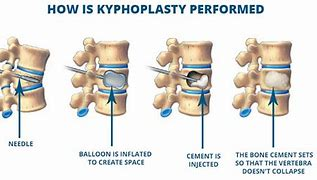 HOW IS KYPHOPLASTY PERFORMED
NEEDLE
BALLOON IS INFLATED
TO CREATE SPACE
CEMENT IS
INJECTED
THE BONE CEMENT SETS
SO THAT THE VERTEBRA
DOESN'T COLLAPSE